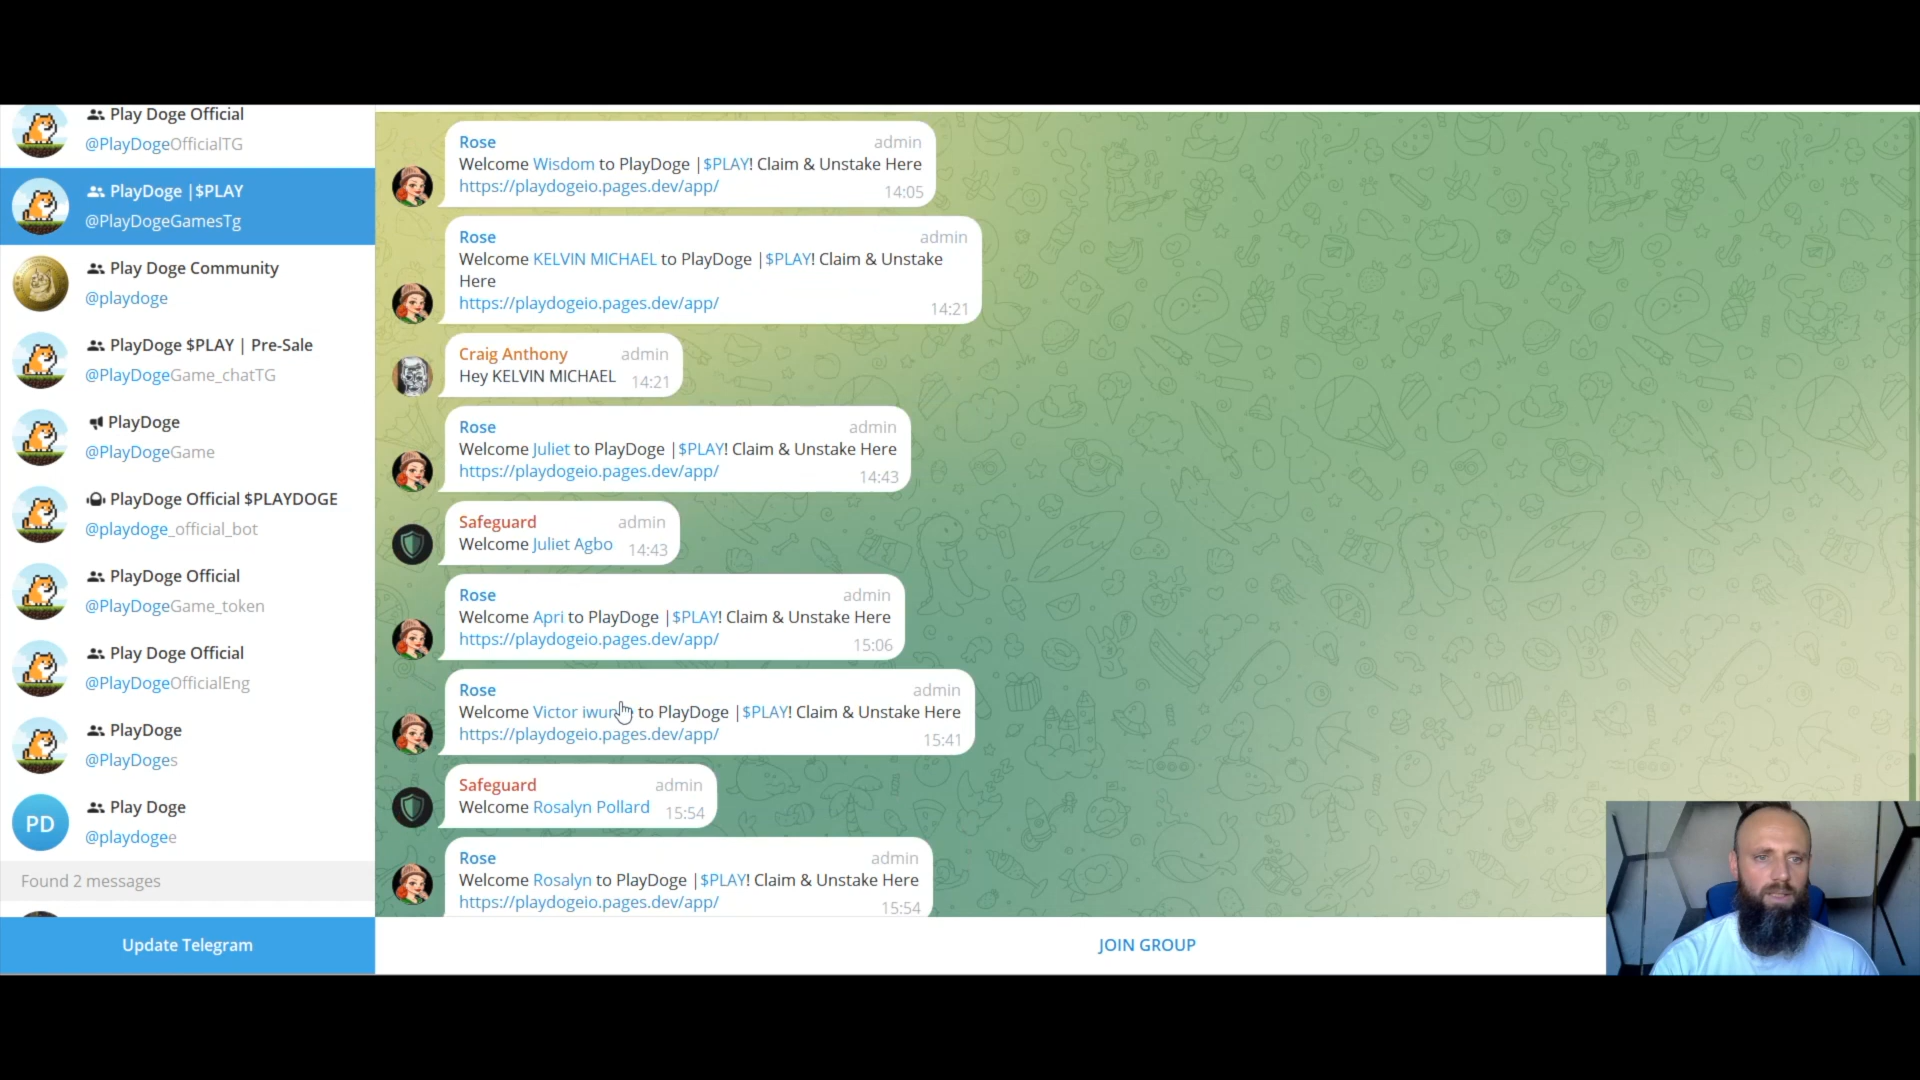 Play Doge Official
@PlayDogeOfficialTG
PlayDoge |$PLAY
@PlayDogeGamesTg
Play Doge Community
@playdoge
PlayDoge $PLAY | Pre-Sale
@PlayDogeGame_chatTG
PlayDoge
@PlayDogeGame
PlayDoge Official $PLAYDOGE
@playdoge_official_bot
PlayDoge Official
@PlayDogeGame_token
Play Doge Official
@PlayDogeOfficialEng
PlayDoge
@PlayDoges
PD
Play Doge
@playdogee
Found 2 messages
Update Telegram
Rose admin
Welcome Wisdom to PlayDoge |$PLAY! Claim & Unstake Here
https://playdogeio.pages.dev/app/ 14:05
Rose admin
Welcome KELVIN MICHAEL to PlayDoge |$PLAY! Claim & Unstake
Here
https://playdogeio.pages.dev/app/ 14:21
Craig Anthony admin
Hey KELVIN MICHAEL 14:21
Rose admin
Welcome Juliet to PlayDoge |$PLAY! Claim & Unstake Here
https://playdogeio.pages.dev/app/ 14:43
Safeguard admin
Welcome Juliet Agbo 14:43
Rose admin
Welcome Apri to PlayDoge |$PLAY! Claim & Unstake Here
https://playdogeio.pages.dev/app/ 15:06
Rose admin
Welcome Victor to PlayDoge |$PLAY! Claim & Unstake Here
https://playdogeio.pages.dev/app/ 15:41
Safeguard admin
Welcome Rosalyn Pollard 15:54
Rose admin
Welcome Rosalyn to PlayDoge |$PLAY! Claim & Unstake Here
https://playdogeio.pages.dev/app/ 15:54
JOIN GROUP